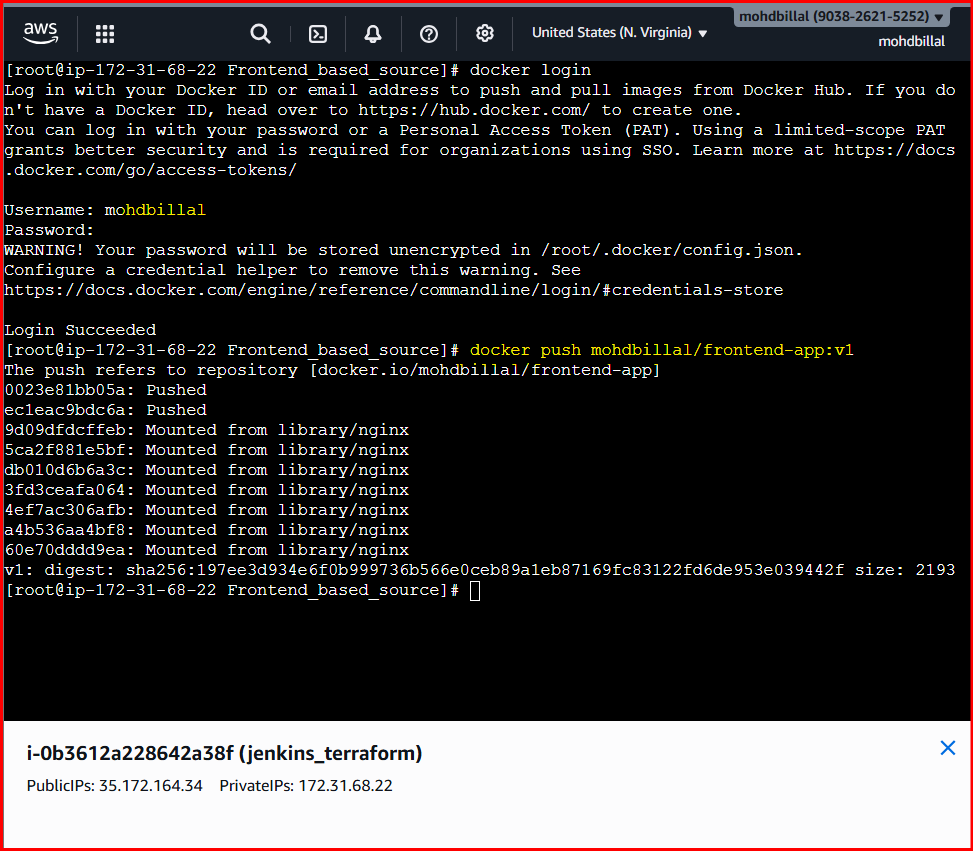 aws
United States (N. Virginia) ▼
mohdbillal (9038-2621-5252) ▼
mohdbillal
[root@ip-172-31-68-22 Frontend_based_source]# docker login
Log in with your Docker ID or email address to push and pull images from Docker Hub. If you do
n't have a Docker ID, head over to https://hub.docker.com/ to create one.
You can log in with your password or a Personal Access Token (PAT). Using a limited-scope PAT
grants better security and is required for organizations using SSO. Learn more at https://docs
.docker.com/go/access-tokens/
Username: mohdbillal
Password:
WARNING! Your password will be stored unencrypted in /root/.docker/config.json.
Configure a credential helper to remove this warning. See
https://docs.docker.com/engine/reference/commandline/login/#credentials-store
Login Succeeded
[root@ip-172-31-68-22 Frontend_based_source]# docker push mohdbillal/frontend-app:v1
The push refers to repository [docker.io/mohdbillal/frontend-app]
0023e81bb05a: Pushed
ec1eac9bdc6a: Pushed
9d09dfdcffeb: Mounted from library/nginx
5ca2f881e5bf: Mounted from library/nginx
db010d6b6a3c: Mounted from library/nginx
3fd3ceafa064: Mounted from library/nginx
4ef7ac306afb: Mounted from library/nginx
a4b536aa4bf8: Mounted from library/nginx
60e70dddd9ea: Mounted from library/nginx
v1: digest: sha256:197ee3d934e6f0b999736b566e0ceb89a1eb87169fc83122fd6de953e039442f size: 2193
[root@ip-172-31-68-22 Frontend_based_source]#
i-0b3612a228642a38f (jenkins_terraform)
PublicIPs: 35.172.164.34 PrivateIPs: 172.31.68.22